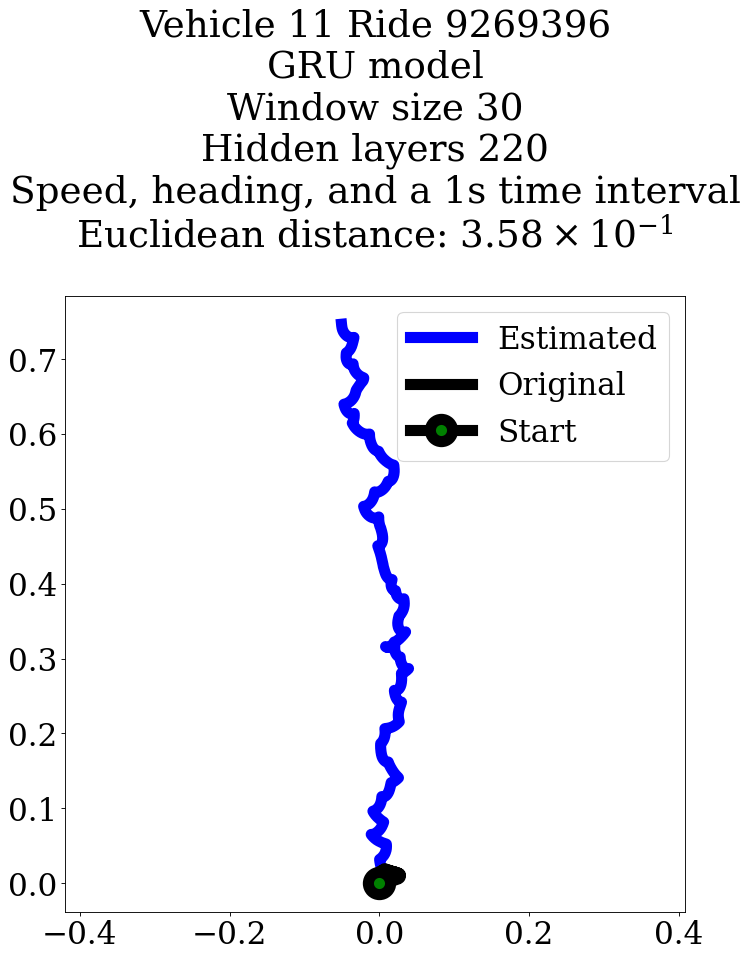 Vehicle 11 Ride 9269396
GRU model
Window size 30
Hidden layers 220
Speed, heading, and a 1s time interval
Euclidean distance: 3.58 × 10⁻¹
Estimated
Original
Start
0.7
0.6
0.5
0.4
0.3
0.2
0.1
0.0
−0.4
−0.2
0.0
0.2
0.4